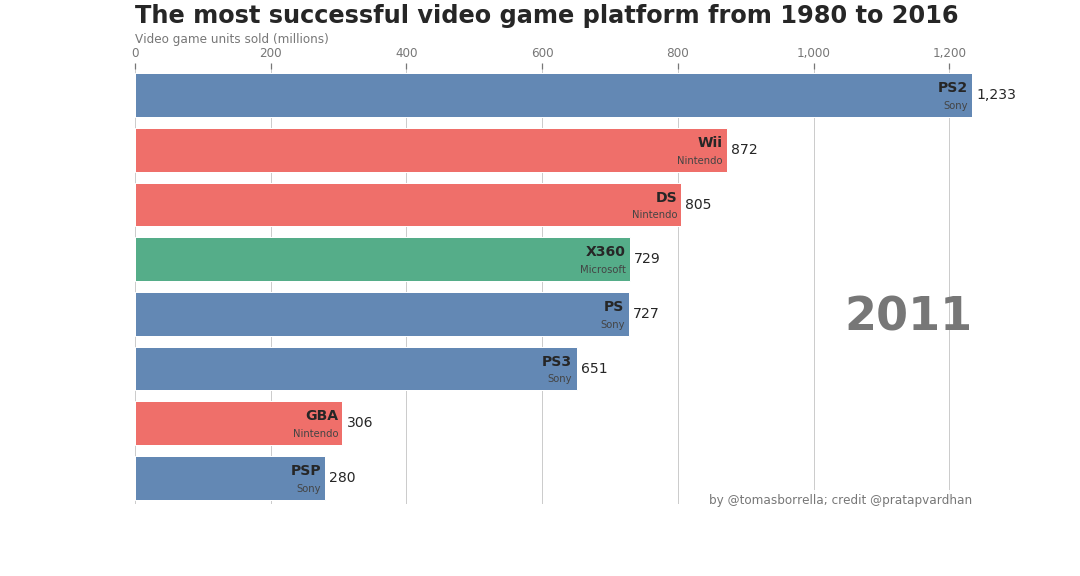 The most successful video game platform from 1980 to 2016
Video game units sold (millions)
0 200 400 600 800 1,000 1,200
PS2
Sony
1,233
Wii
Nintendo
872
DS
Nintendo
805
X360
Microsoft
729
PS
Sony
727
2011
PS3
Sony
651
GBA
Nintendo
306
PSP
Sony
280
by @tomasborrella; credit @pratapvardhan